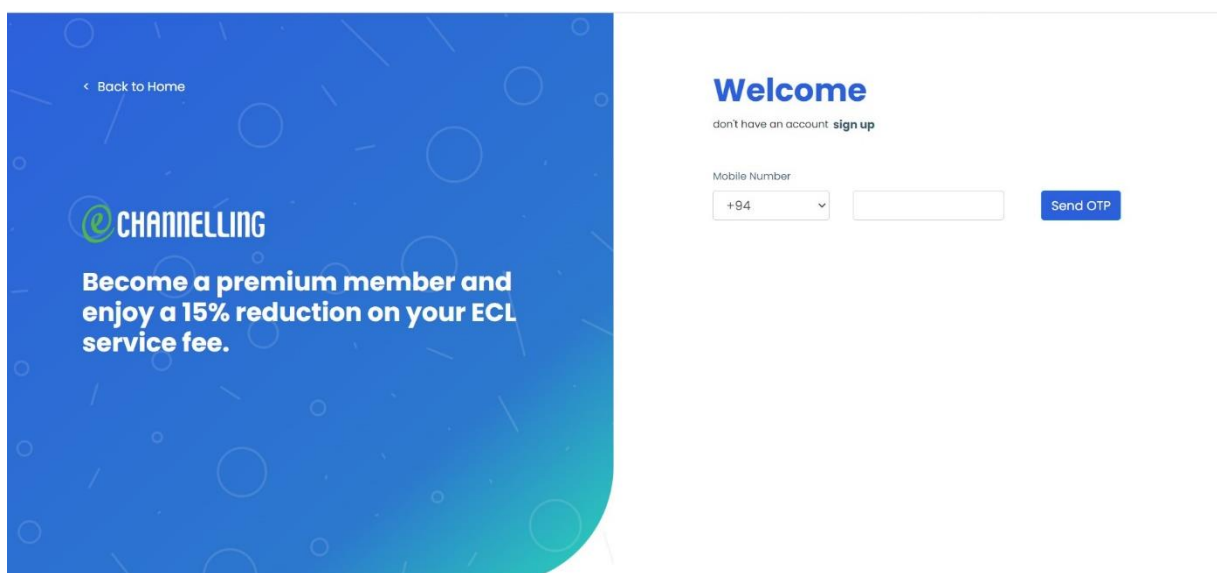 < Back to Home
@ CHANNELLING
Become a premium member and
enjoy a 15% reduction on your ECL
service fee.
Welcome
don't have an account sign up
Mobile Number
+94
Send OTP